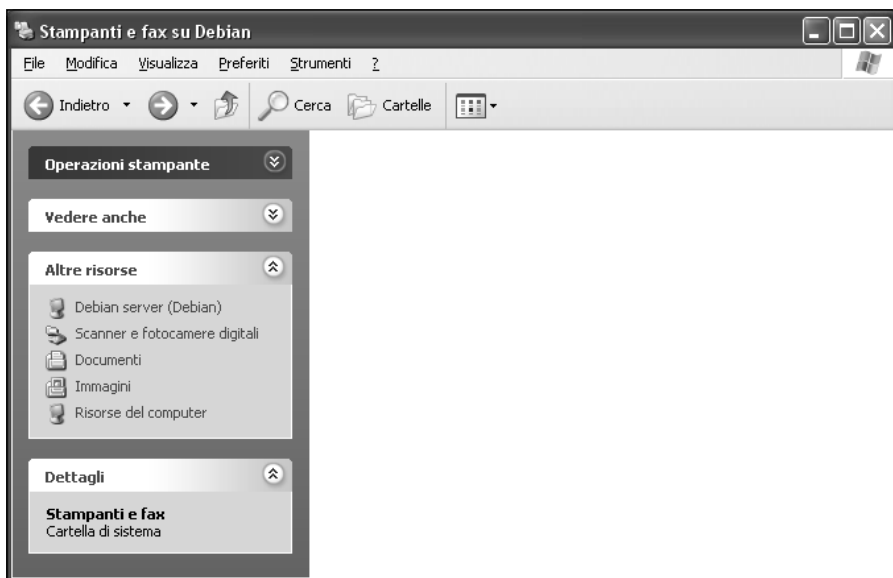 Stampanti e fax su Debian
File Modifica Visualizza Preferiti Strumenti ?
Indietro Cerca Cartelle
Operazioni stampante
Vedere anche
Altre risorse
Debian server (Debian)
Scanner e fotocamere digitali
Documenti
Immagini
Risorse del computer
Dettagli
Stampanti e fax
Cartella di sistema